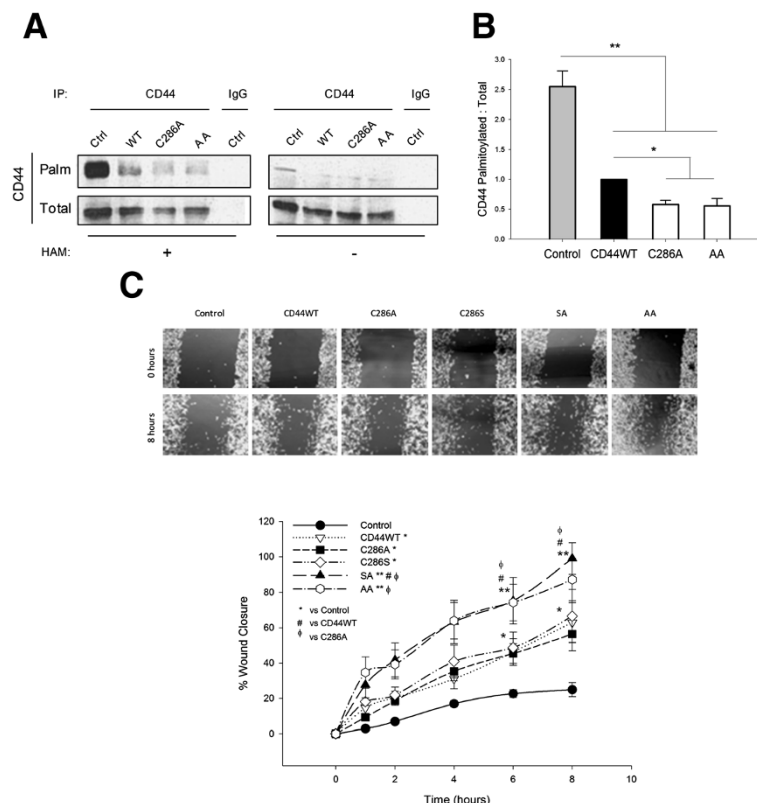 A
IP: CD44 IgG CD44 IgG
Ctrl WT C286A AA Ctrl Ctrl WT C286A AA Ctrl
CD44
Palm
Total
HAM: + -
B
CD44 Palmitoylated : Total
3.0
2.5
2.0
1.5
1.0
0.5
0.0
**
*
Control CD44WT C286A AA
C
Control CD44WT C286A C286S SA AA
0 hours
8 hours
% Wound Closure
120
100
80
60
40
20
0
Control
CD44WT *
C286A *
C286S *
SA ** # ϕ
AA ** ϕ
* vs Control
# vs CD44WT
ϕ vs C286A
ϕ
#
**
*
ϕ
#
**
*
0 2 4 6 8 10
Time (hours)